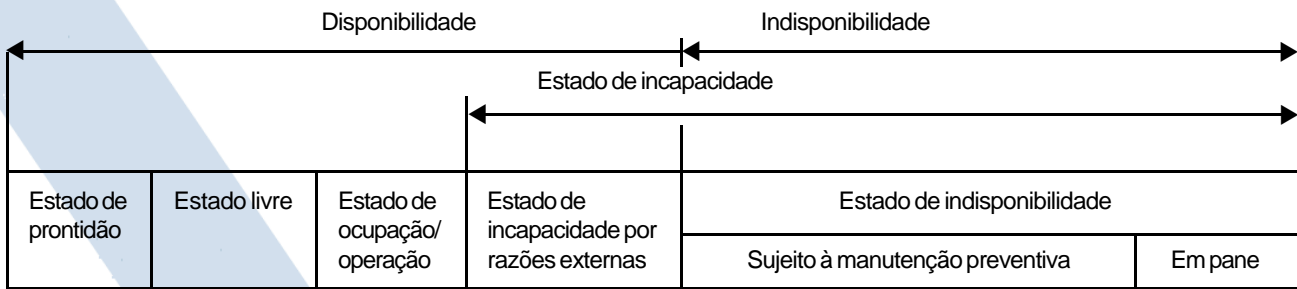 Disponibilidade
Indisponibilidade
Estado de incapacidade
Estado de
prontidão
Estado livre
Estado de
ocupação/
operação
Estado de
incapacidade por
razões externas
Estado de indisponibilidade
Sujeito à manutenção preventiva
Em pane